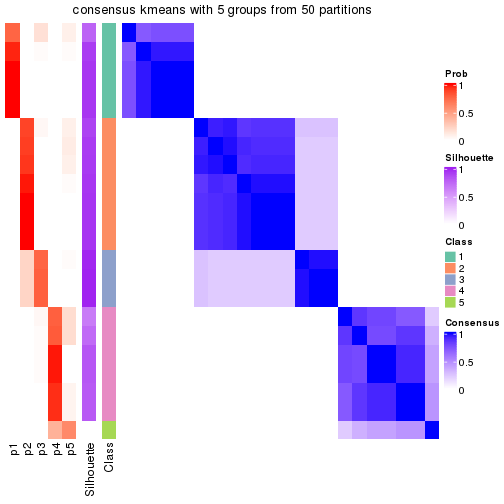 consensus kmeans with 5 groups from 50 partitions
Prob
1
0.5
0
Silhouette
1
0.5
0
Class
1
2
3
4
5
Consensus
1
0.5
0
p1
p2
p3
p4
p5
Silhouette
Class